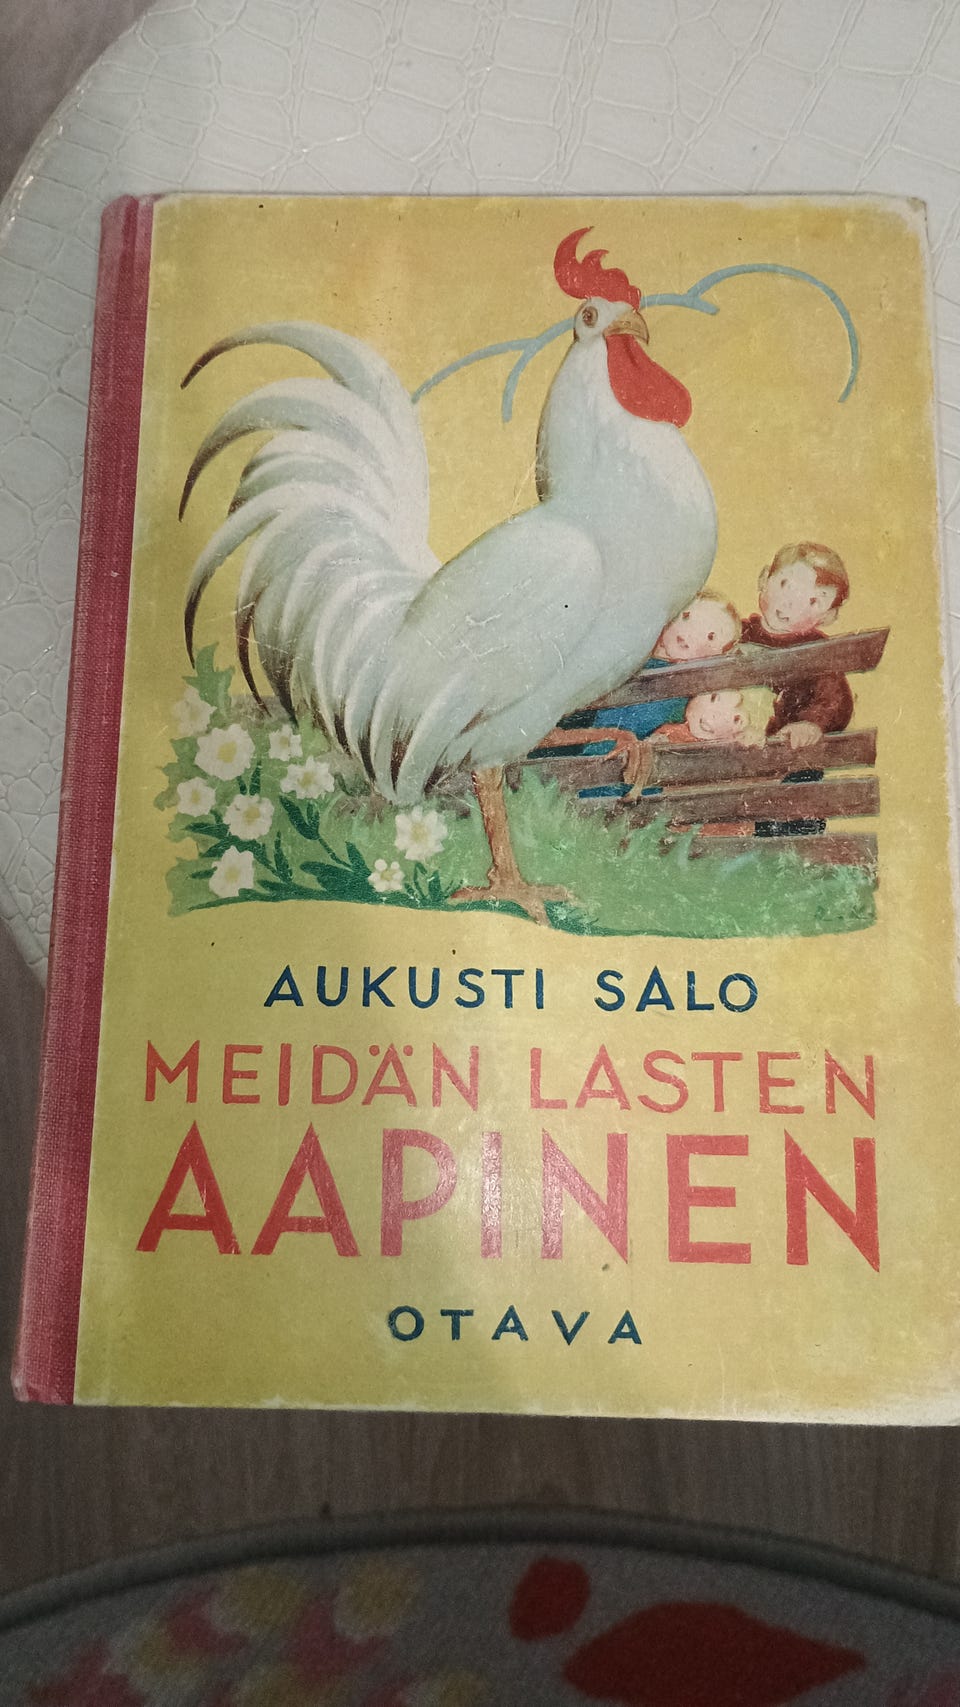 AUKUSTI SALO
MEIDÄN LASTEN
AAPINEN
OTAVA